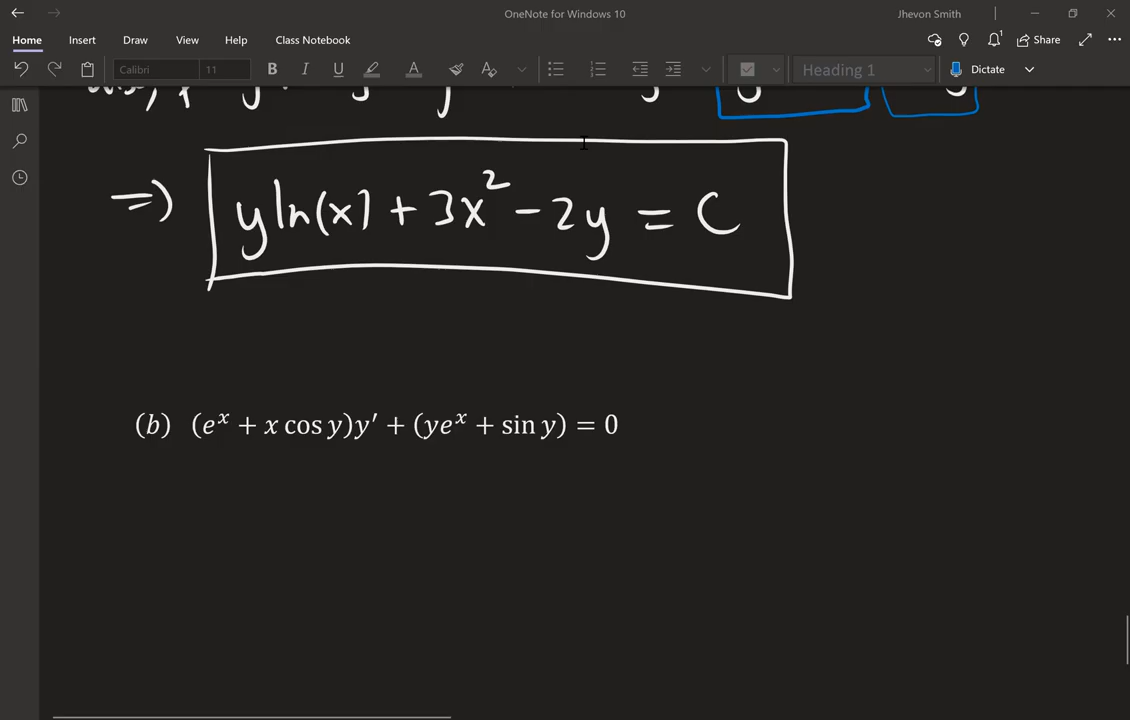 OneNote for Windows 10
Jhevon Smith
Home Insert Draw View Help Class Notebook
1 Share
Calibri 11 B I U A Heading 1 Dictate
⇒) y ln(x) + 3x² - 2y = C
(b) (eˣ + x cos y)y′ + (yeˣ + sin y) = 0